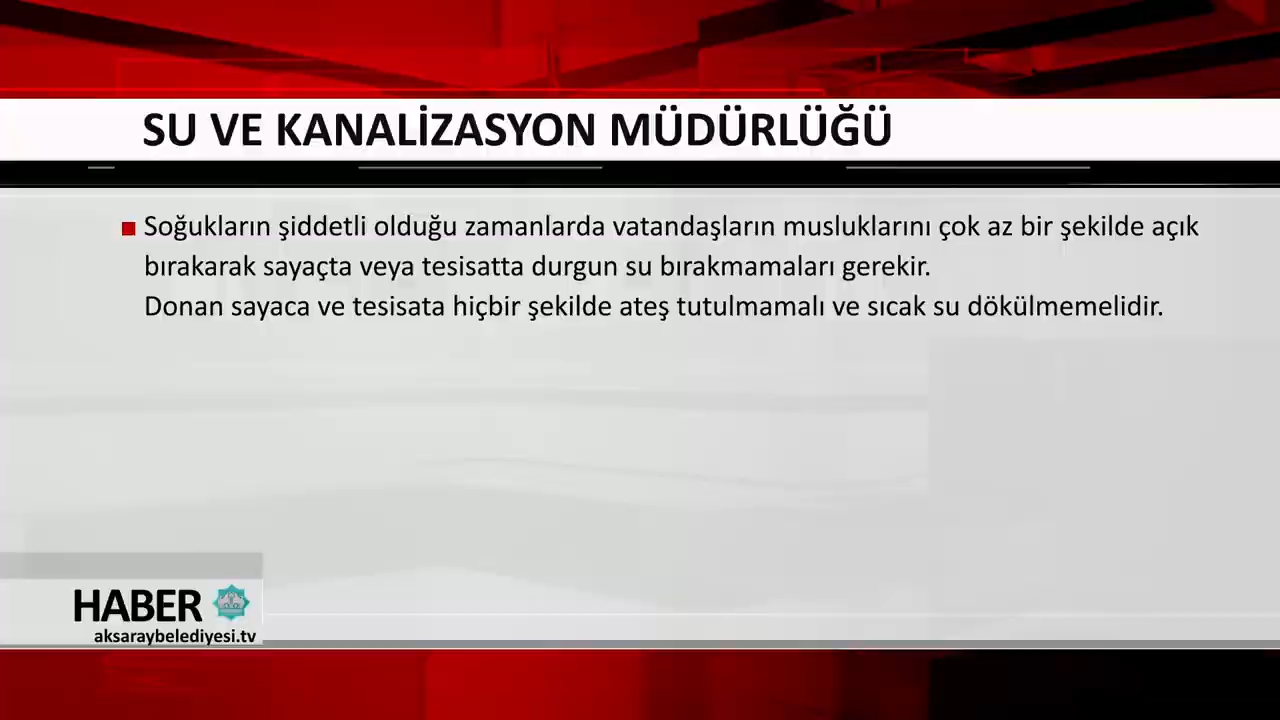 SU VE KANALİZASYON MÜDÜRLÜĞÜ
Soğukların şiddetli olduğu zamanlarda vatandaşların musluklarını çok az bir şekilde açık
bırakarak sayaçta veya tesisatta durgun su bırakmamaları gerekir.
Donan sayaca ve tesisata hiçbir şekilde ateş tutulmamalı ve sıcak su dökülmemelidir.
HABER
aksaraybelediyesi.tv